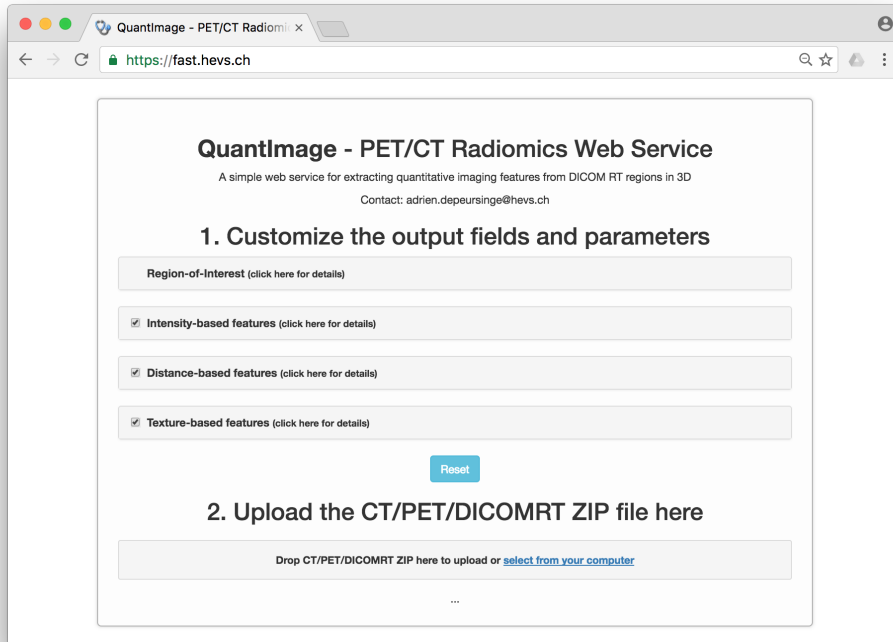 QuantImage - PET/CT Radiomi
https://fast.hevs.ch
QuantImage - PET/CT Radiomics Web Service
A simple web service for extracting quantitative imaging features from DICOM RT regions in 3D
Contact: adrien.depeursinge@hevs.ch
1. Customize the output fields and parameters
Region-of-Interest (click here for details)
Intensity-based features (click here for details)
Distance-based features (click here for details)
Texture-based features (click here for details)
Reset
2. Upload the CT/PET/DICOMRT ZIP file here
Drop CT/PET/DICOMRT ZIP here to upload or select from your computer
...